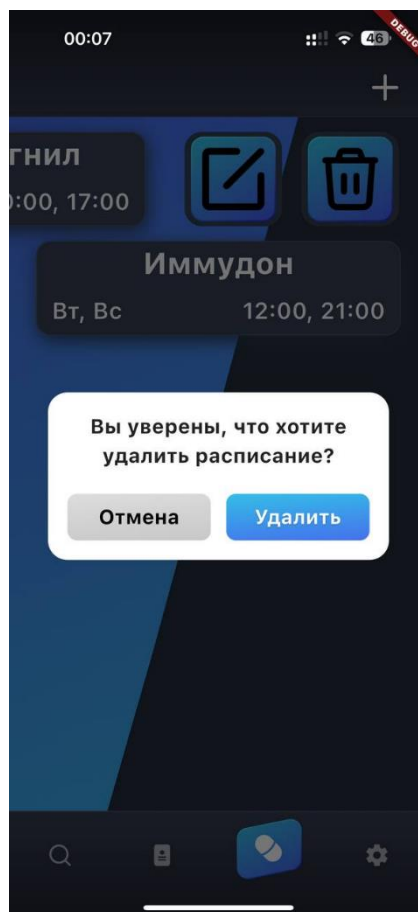 00:07
46
DEBUG
гнил
0:00, 17:00
Иммудон
Вт, Вс 12:00, 21:00
Вы уверены, что хотите
удалить расписание?
Отмена Удалить